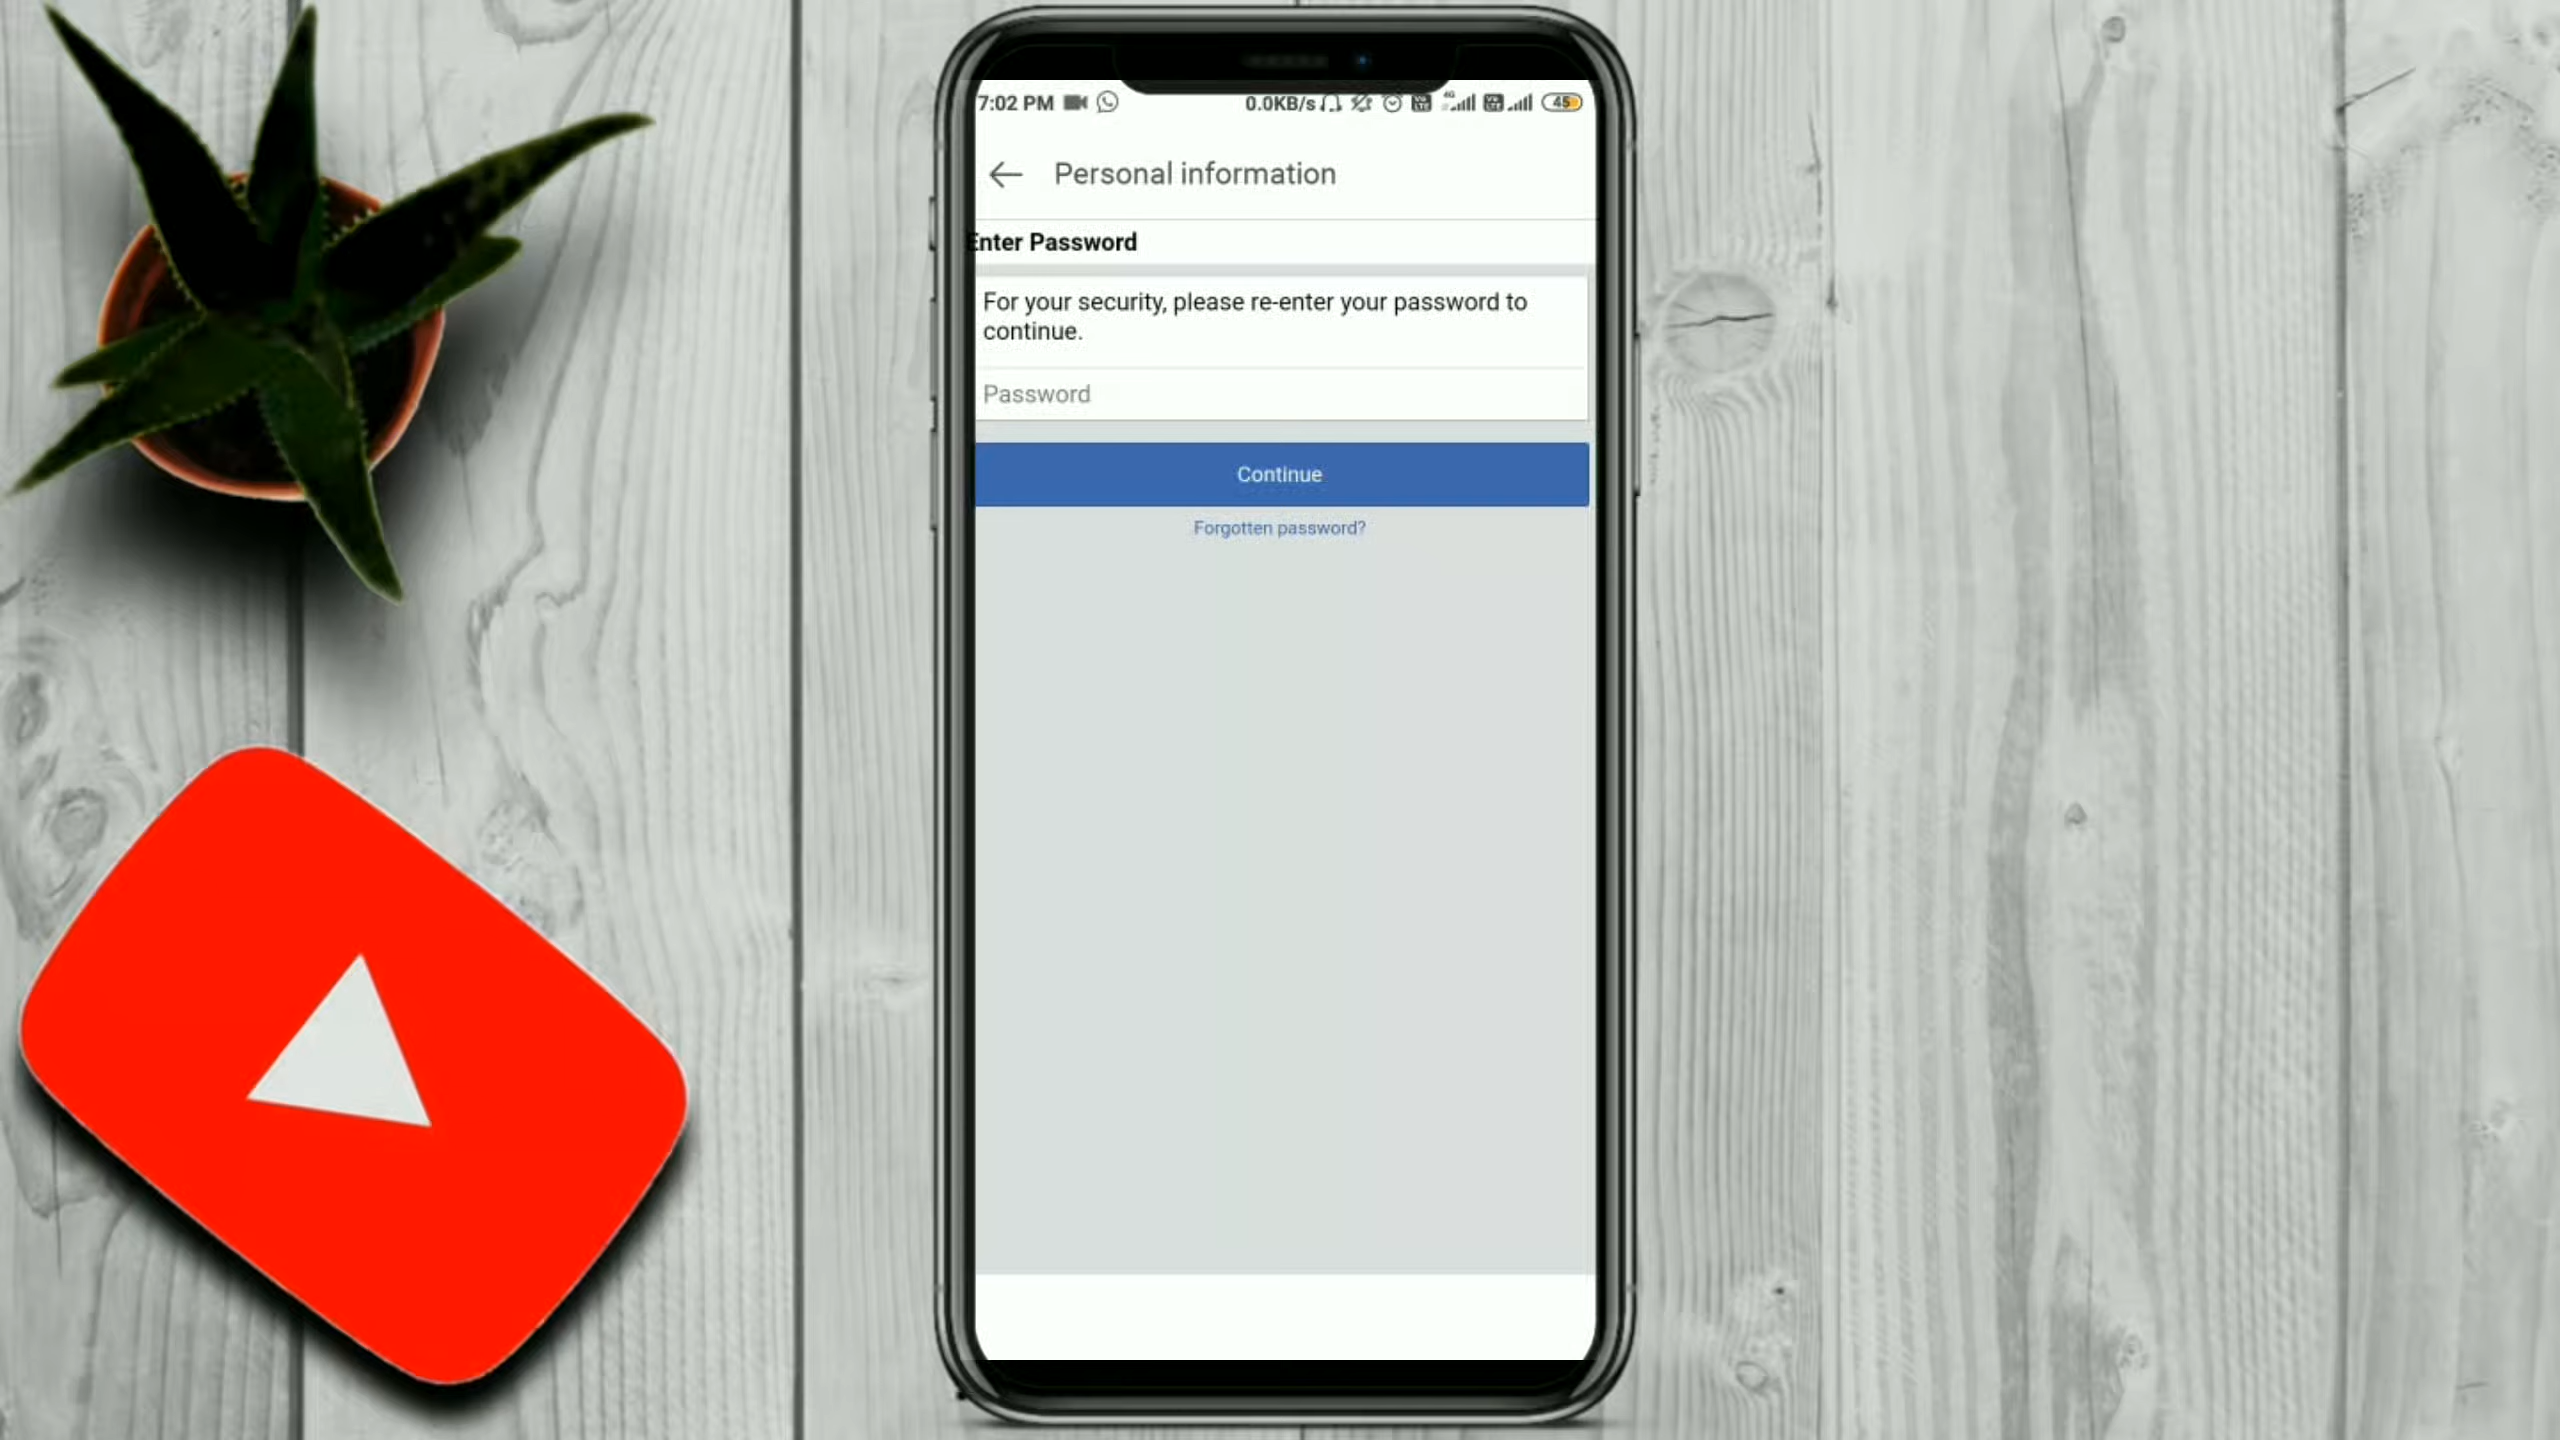 7:02 PM 0.0KB/s 4G 45
Personal information
Enter Password
For your security, please re-enter your password to
continue.
Password
Continue
Forgotten password?